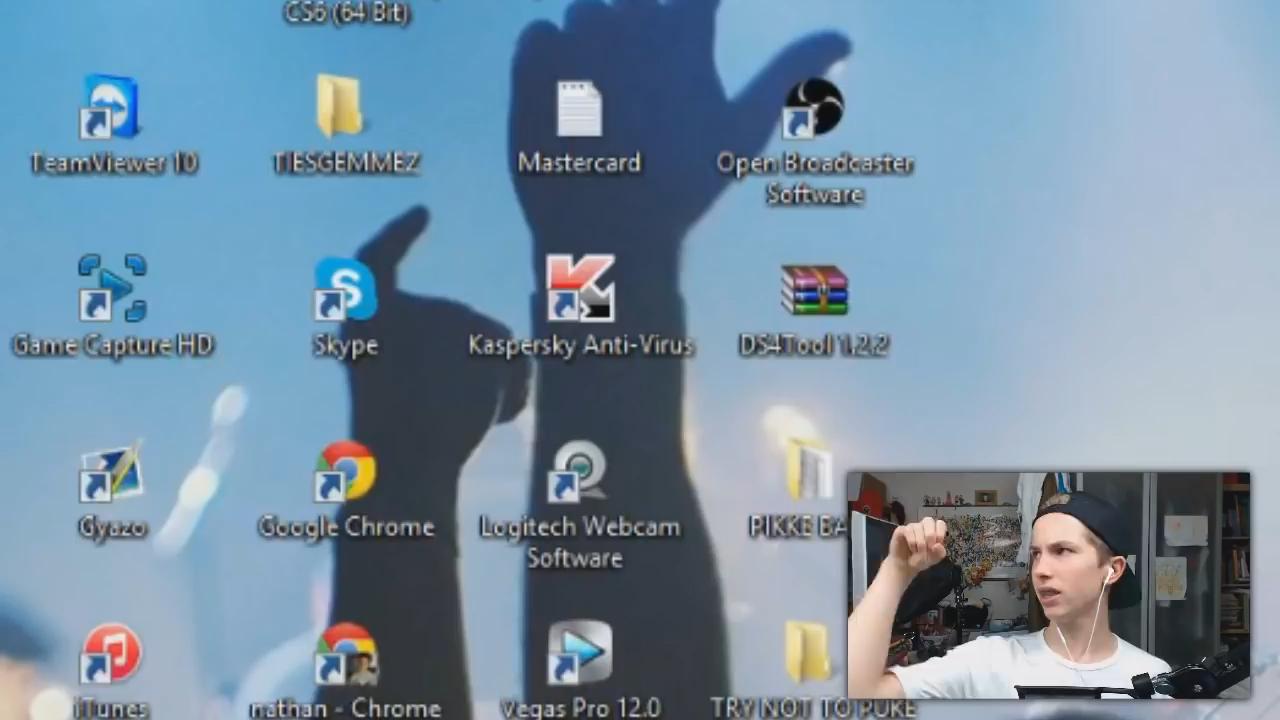 CS6 (64 Bit)
TeamViewer 10
TIESGEMMEZ
Mastercard
Open Broadcaster
Software
Game Capture HD
Skype
Kaspersky Anti-Virus
DS4Tool 1.2.2
Gyazo
Google Chrome
Logitech Webcam
Software
PIKKE BA
iTunes
nathan - Chrome
Vegas Pro 12.0
TRY NOT TO PUKE